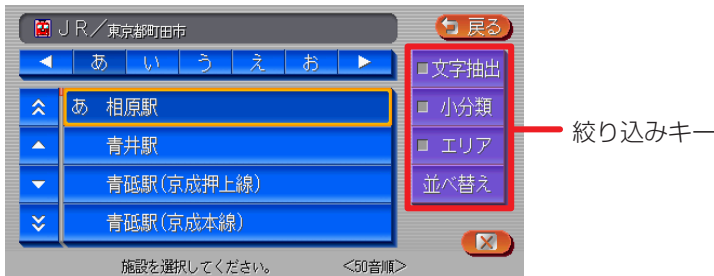 JR/東京都町田市
戻る
あ い う え お
■文字抽出
あ 相原駅
■ 小分類
青井駅
■ エリア
絞り込みキー
青砥駅(京成押上線)
並べ替え
青砥駅(京成本線)
施設を選択してください。 <50音順>